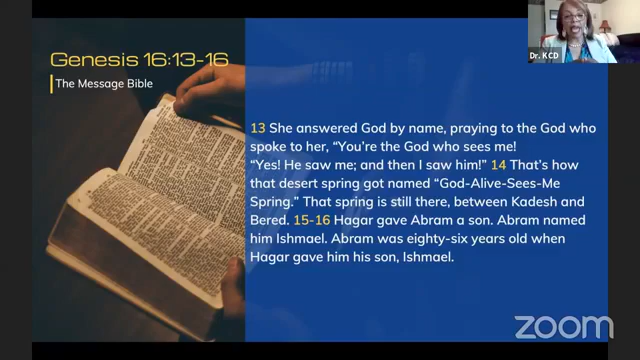 Genesis 16:13-16
The Message Bible
13 She answered God by name, praying to the God who
spoke to her, “You’re the God who sees me!
“Yes! He saw me; and then I saw him!” 14 That’s how
that desert spring got named “God-Alive-Sees-Me
Spring.” That spring is still there, between Kadesh and
Bered. 15-16 Hagar gave Abram a son. Abram named
him Ishmael. Abram was eighty-six years old when
Hagar gave him his son, Ishmael.
Dr. KCD
zoom